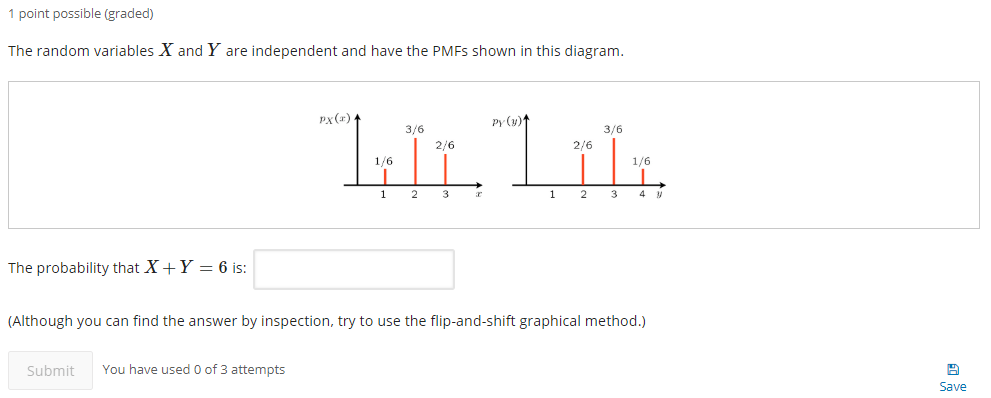 1 point possible (graded)
The random variables X and Y are independent and have the PMFs shown in this diagram.
pX(x)
1/6
3/6
2/6
1 2 3 x
pY(y)
2/6
3/6
1/6
1 2 3 4 y
The probability that X + Y = 6 is:
(Although you can find the answer by inspection, try to use the flip-and-shift graphical method.)
Submit
You have used 0 of 3 attempts
Save